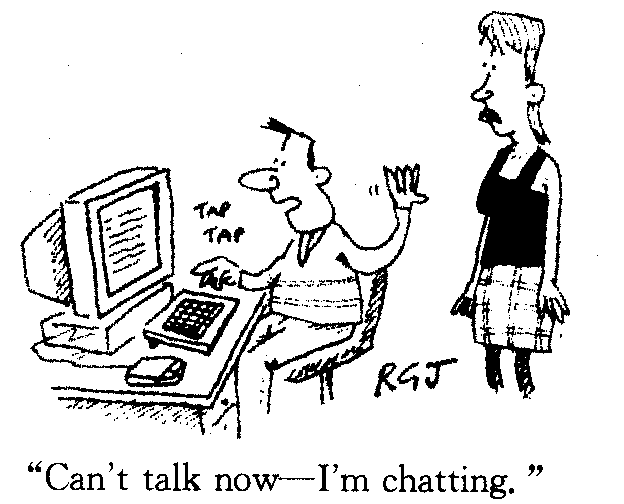 TAP
TAP
TAP
RGJ
“Can't talk now—I'm chatting. ”